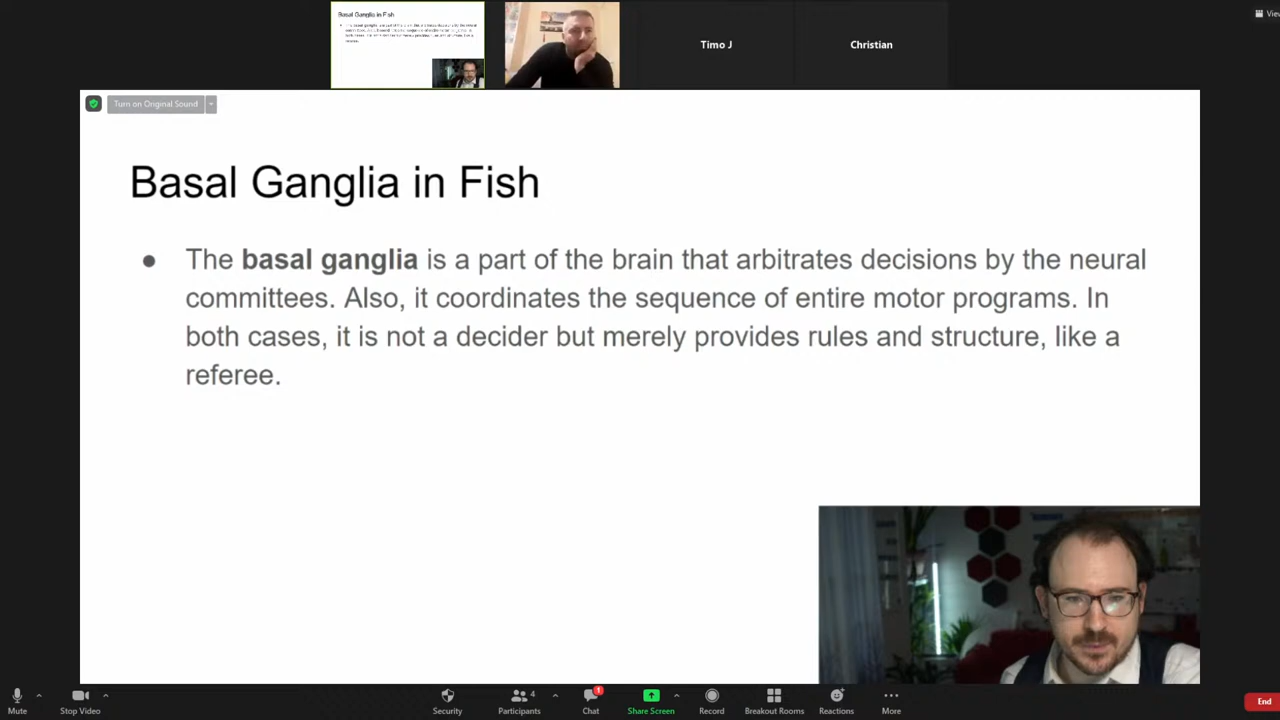 Basal Ganglia in Fish
Timo J
Christian
View
Turn on Original Sound
Basal Ganglia in Fish
● The basal ganglia is a part of the brain that arbitrates decisions by the neural
committees. Also, it coordinates the sequence of entire motor programs. In
both cases, it is not a decider but merely provides rules and structure, like a
referee.
Mute
Stop Video
Security
4
Participants
1
Chat
Share Screen
Record
Breakout Rooms
Reactions
More
End